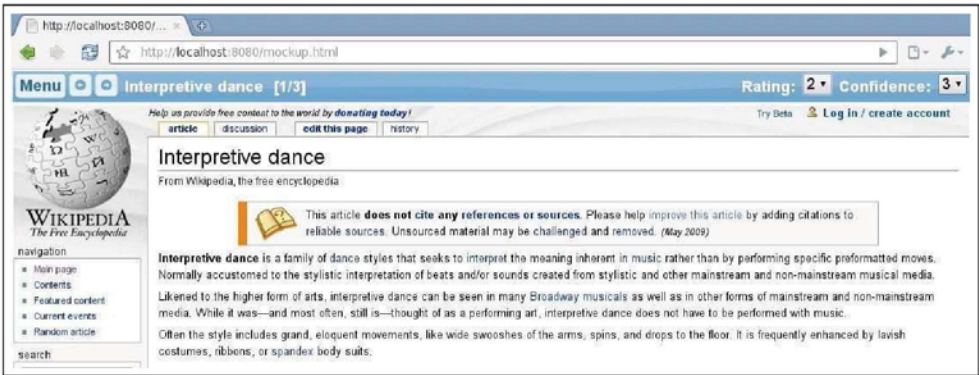 http://localhost:8080/...
http://localhost:8080/mockup.html
Menu Interpretive dance [1/3] Rating: 2 Confidence: 3
Help us provide free content to the world by donating today!
Try Beta Log in / create account
article discussion edit this page history
Interpretive dance
From Wikipedia, the free encyclopedia
This article does not cite any references or sources. Please help improve this article by adding citations to
reliable sources. Unsourced material may be challenged and removed. (May 2009)
WIKIPEDIA
The Free Encyclopedia
navigation
Main page
Contents
Featured content
Current events
Random article
search
Interpretive dance is a family of dance styles that seeks to interpret the meaning inherent in music rather than by performing specific preformatted moves.
Normally accustomed to the stylistic interpretation of beats and/or sounds created from stylistic and other mainstream and non-mainstream musical media.
Likened to the higher form of arts, interpretive dance can be seen in many Broadway musicals as well as in other forms of mainstream and non-mainstream
media. While it was—and most often, still is—thought of as a performing art, interpretive dance does not have to be performed with music.
Often the style includes grand, eloquent movements, like wide swooshes of the arms, spins, and drops to the floor. It is frequently enhanced by lavish
costumes, ribbons, or spandex body suits.